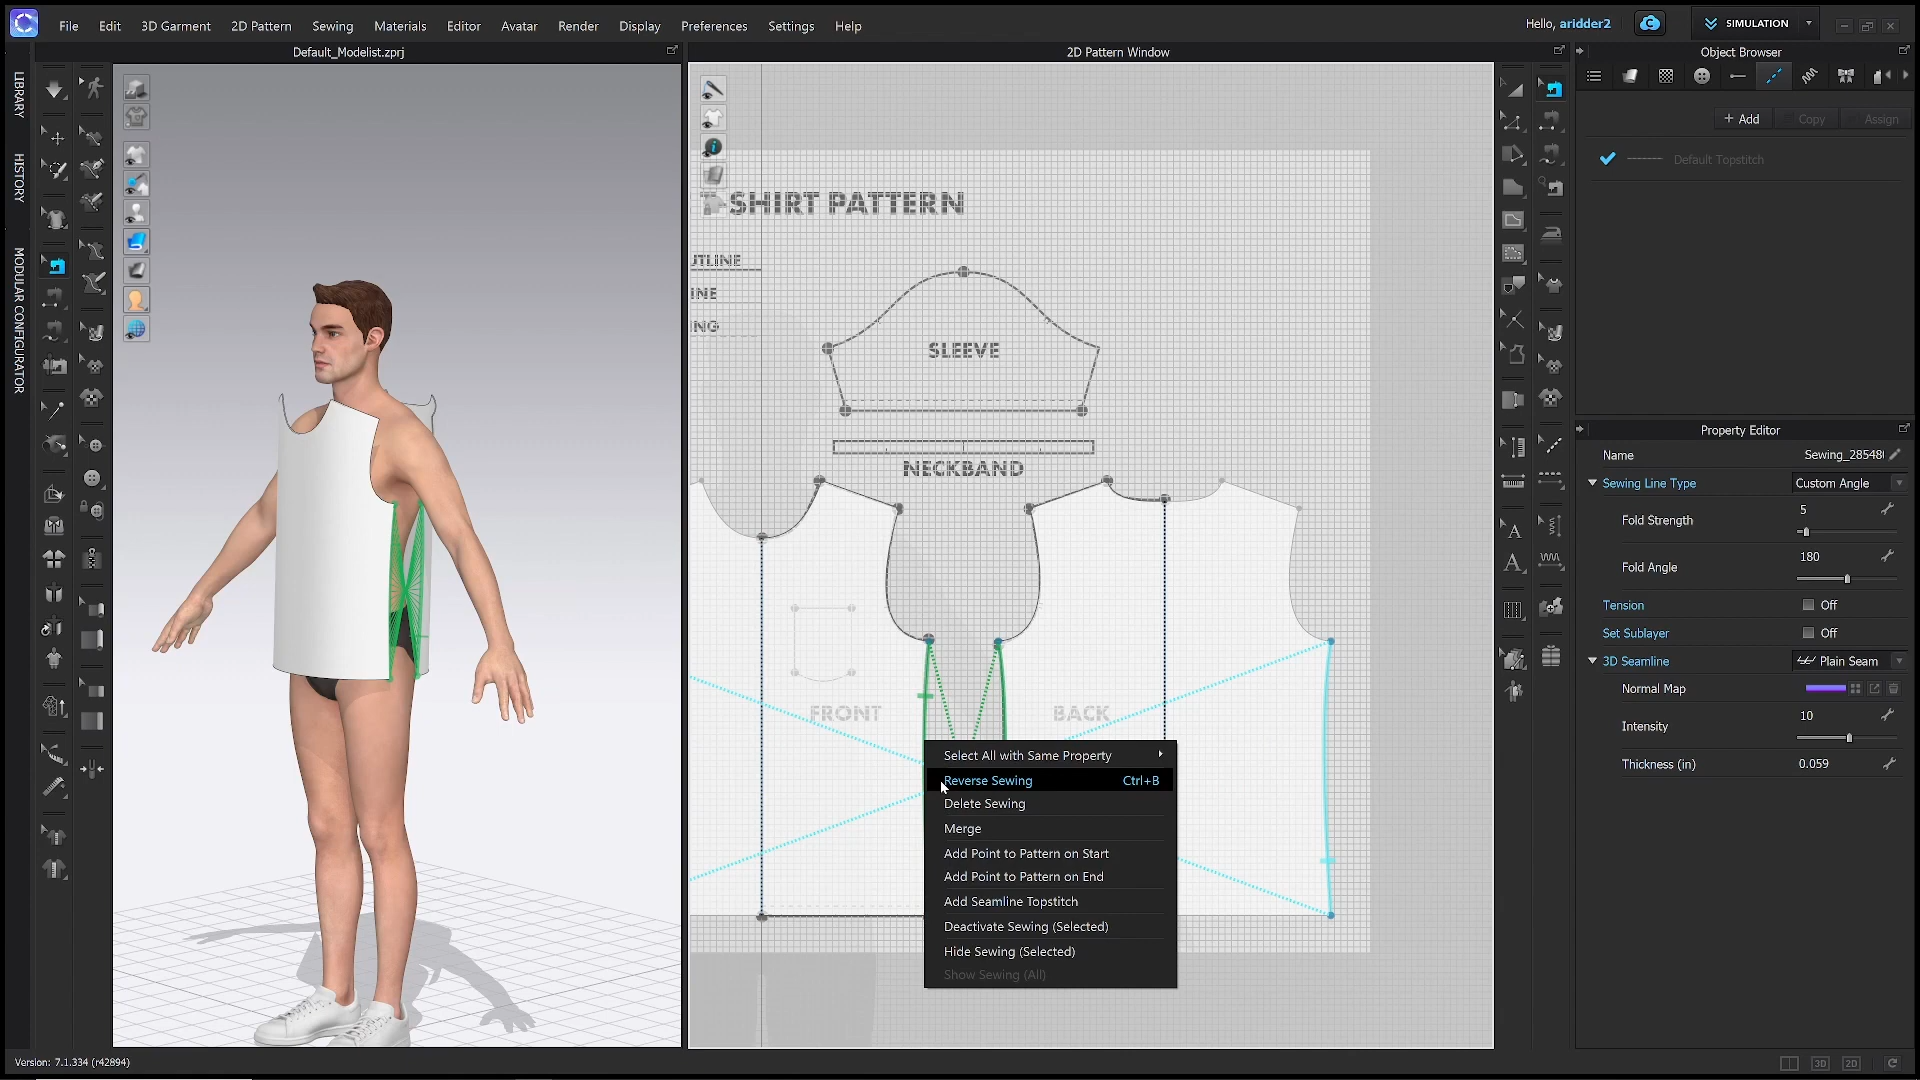 File Edit 3D Garment 2D Pattern Sewing Materials Editor Avatar Render Display Preferences Settings Help
Hello, aridder2
SIMULATION
Default_Modelist.zprj
2D Pattern Window
Object Browser
LIBRARY
HISTORY
MODULAR CONFIGURATOR
+ Add Copy Assign
Default Topstitch
SHIRT PATTERN
UTLINE
INE
ING
SLEEVE
NECKBAND
FRONT
BACK
Select All with Same Property
Reverse Sewing Ctrl+B
Delete Sewing
Merge
Add Point to Pattern on Start
Add Point to Pattern on End
Add Seamline Topstitch
Deactivate Sewing (Selected)
Hide Sewing (Selected)
Show Sewing (All)
Property Editor
Name Sewing_28548
Sewing Line Type Custom Angle
Fold Strength 5
Fold Angle 180
Tension Off
Set Sublayer Off
3D Seamline Plain Seam
Normal Map
Intensity 10
Thickness (in) 0.059
Version: 7.1.334 (r42894)
3D 2D